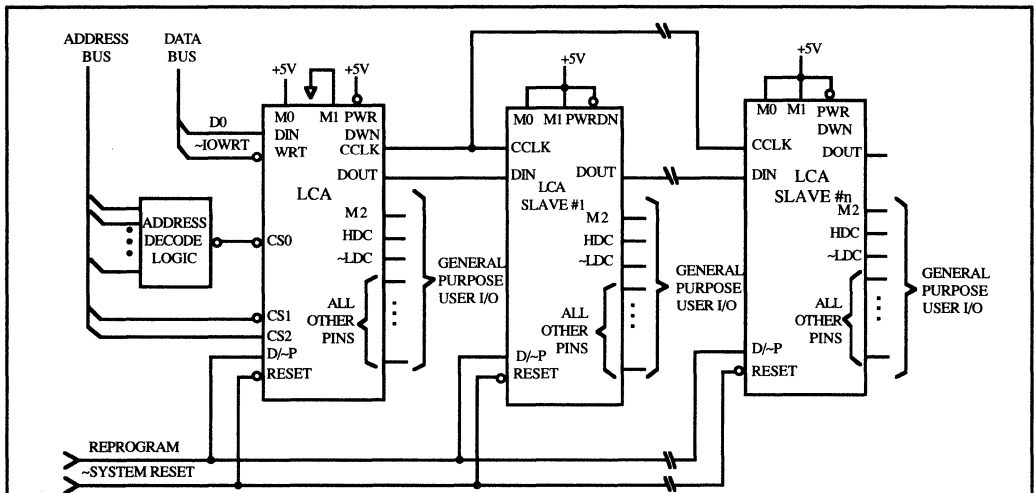 ADDRESS
BUS
DATA
BUS
D0
~IOWRT
ADDRESS
DECODE
LOGIC
+5V
+5V
M0
M1
PWR
DWN
DIN
WRT
CCLK
DOUT
LCA
CS0
M2
HDC
~LDC
ALL
OTHER
PINS
CS1
CS2
D/~P
RESET
GENERAL
PURPOSE
USER I/O
+5V
M0
M1
PWRDN
CCLK
DIN
DOUT
LCA
SLAVE #1
M2
HDC
~LDC
ALL
OTHER
PINS
D/~P
RESET
GENERAL
PURPOSE
USER I/O
+5V
M0
M1
PWR
DWN
CCLK
DOUT
DIN
LCA
SLAVE #n
M2
HDC
~LDC
ALL
OTHER
PINS
D/~P
RESET
GENERAL
PURPOSE
USER I/O
REPROGRAM
~SYSTEM RESET